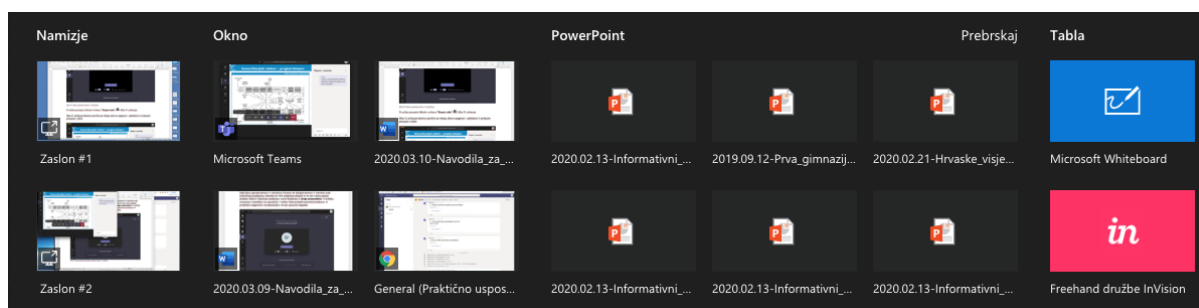 Namizje
Okno
PowerPoint
Prebrskaj
Tabla
Zaslon #1
Microsoft Teams
2020.03.10-Navodila_za_...
2020.02.13-Informativni_...
2019.09.12-Prva_gimnazij...
2020.02.21-Hrvaske_visje...
Microsoft Whiteboard
in
Zaslon #2
2020.03.09-Navodila_za_...
General (Praktično uspos...
2020.02.13-Informativni_...
2020.02.13-Informativni_...
2020.02.13-Informativni_...
Freehand družbe InVision